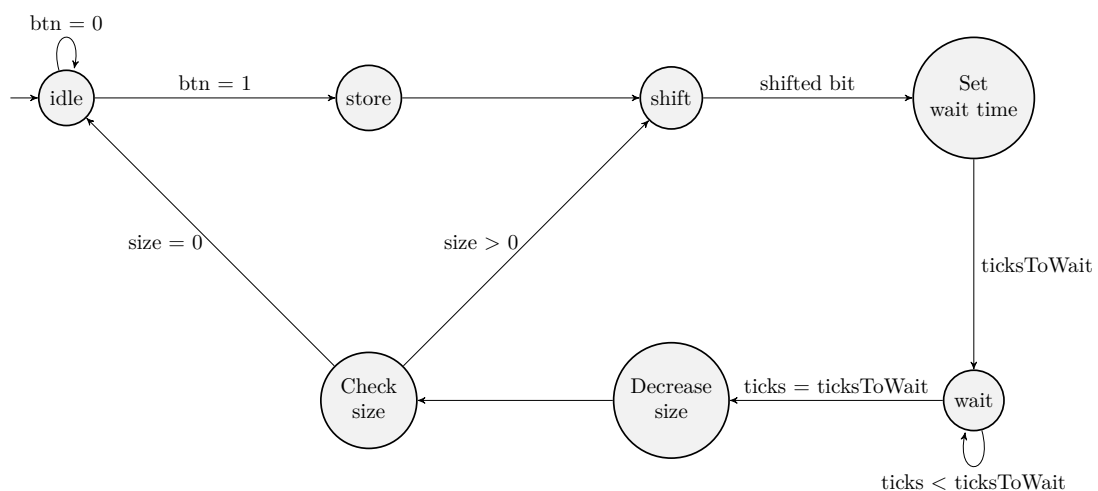 btn = 0
idle
btn = 1
store
shift
shifted bit
Set
wait time
size = 0
size > 0
ticksToWait
Check
size
Decrease
size
ticks = ticksToWait
wait
ticks < ticksToWait